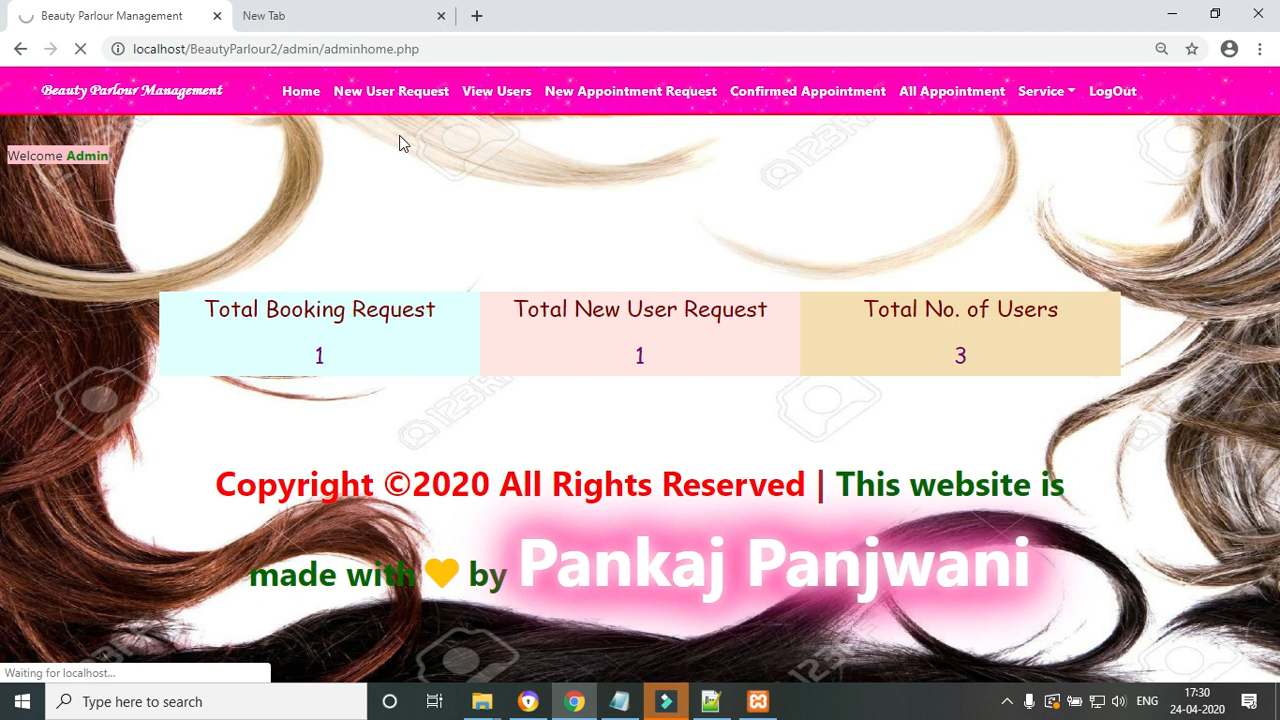 Beauty Parlour Management
New Tab
localhost/BeautyParlour2/admin/adminhome.php
Beauty Parlour Management Home New User Request View Users New Appointment Request Confirmed Appointment All Appointment Service LogOut
Welcome Admin
Total Booking Request Total New User Request Total No. of Users
1 1 3
Copyright ©2020 All Rights Reserved | This website is
made with by Pankaj Panjwani
Waiting for localhost...
Type here to search
ENG
17:30
24-04-2020